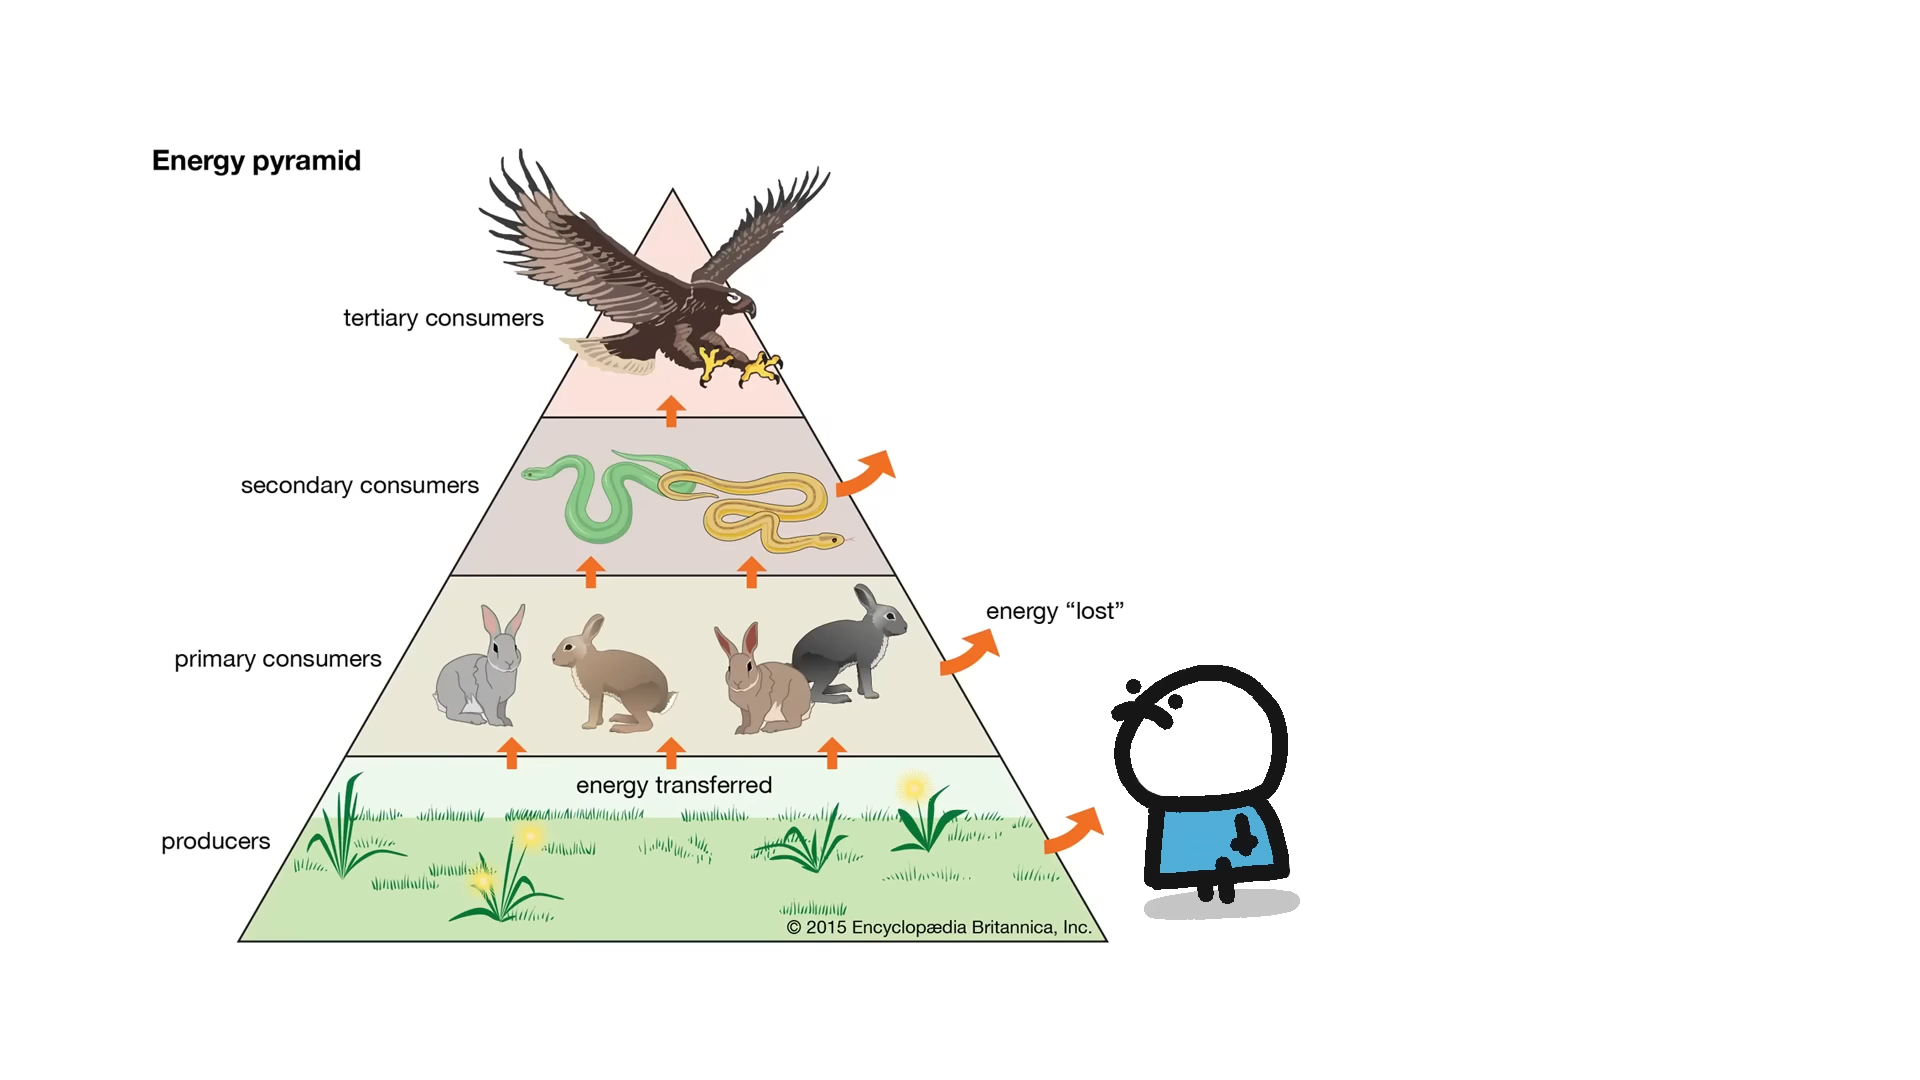 Energy pyramid
tertiary consumers
secondary consumers
energy “lost”
primary consumers
energy transferred
producers
© 2015 Encyclopædia Britannica, Inc.